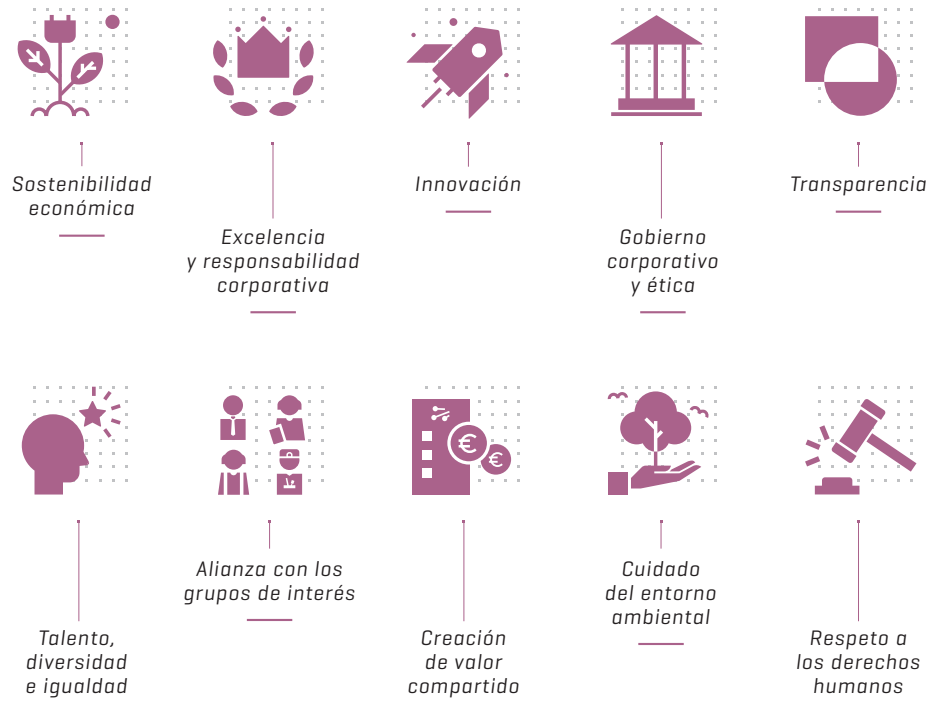 Sostenibilidad
económica
Excelencia
y responsabilidad
corporativa
Innovación
Gobierno
corporativo
y ética
Transparencia
Talento,
diversidad
e igualdad
Alianza con los
grupos de interés
€
€
Creación
de valor
compartido
Cuidado
del entorno
ambiental
Respeto a
los derechos
humanos